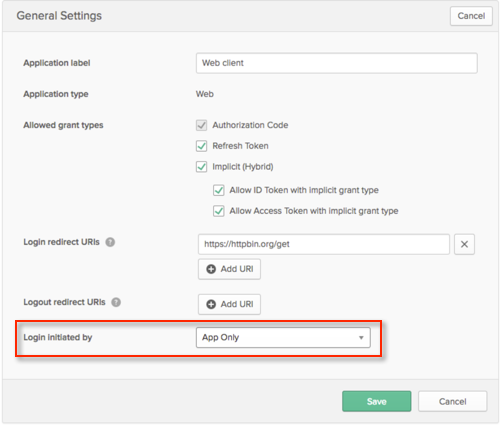 General Settings
Cancel
Application label
Web client
Application type
Web
Allowed grant types
Authorization Code
Refresh Token
Implicit (Hybrid)
Allow ID Token with implicit grant type
Allow Access Token with implicit grant type
Login redirect URIs ?
https://httpbin.org/get
Add URI
Logout redirect URIs ?
Add URI
Login initiated by
App Only
Save
Cancel